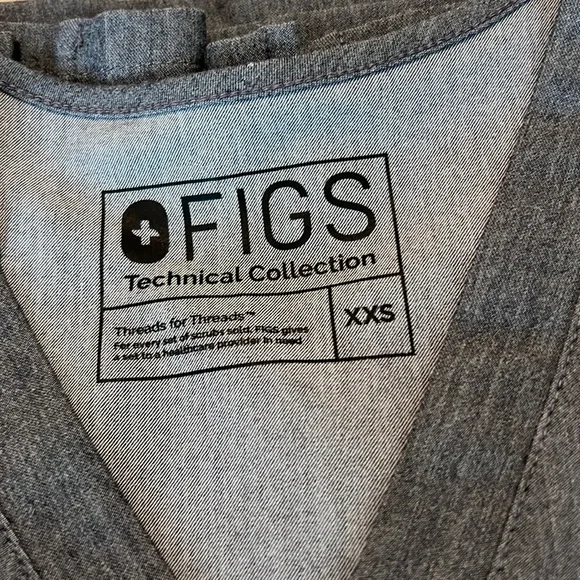 FIGS
Technical Collection
Threads for Threads™
For every set of scrubs sold, FIGS gives
a set to a healthcare provider in need
XXS